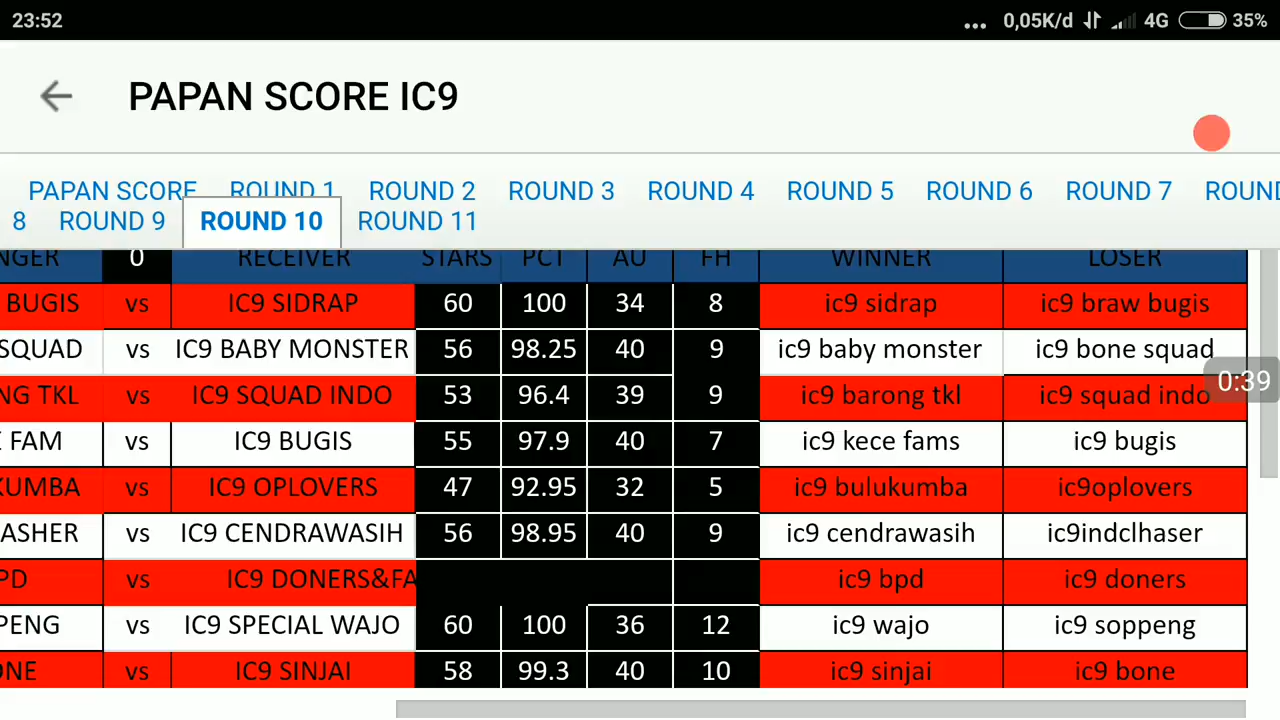 23:52 ... 0,05K/d 4G 35%
PAPAN SCORE IC9
PAPAN SCORE ROUND 1 ROUND 2 ROUND 3 ROUND 4 ROUND 5 ROUND 6 ROUND 7 ROUND
8 ROUND 9 ROUND 10 ROUND 11
NGER 0 RECEIVER STARS PCT AU FH WINNER LOSER
BUGIS vs IC9 SIDRAP 60 100 34 8 ic9 sidrap ic9 braw bugis
SQUAD vs IC9 BABY MONSTER 56 98.25 40 9 ic9 baby monster ic9 bone squad
NG TKL vs IC9 SQUAD INDO 53 96.4 39 9 ic9 barong tkl ic9 squad indo
0:39
FAM vs IC9 BUGIS 55 97.9 40 7 ic9 kece fams ic9 bugis
KUMBA vs IC9 OPLOVERS 47 92.95 32 5 ic9 bulukumba ic9oplovers
ASHER vs IC9 CENDRAWASIH 56 98.95 40 9 ic9 cendrawasih ic9indclhaser
PD vs IC9 DONERS&FA ic9 bpd ic9 doners
PENG vs IC9 SPECIAL WAJO 60 100 36 12 ic9 wajo ic9 soppeng
ONE vs IC9 SINJAI 58 99.3 40 10 ic9 sinjai ic9 bone